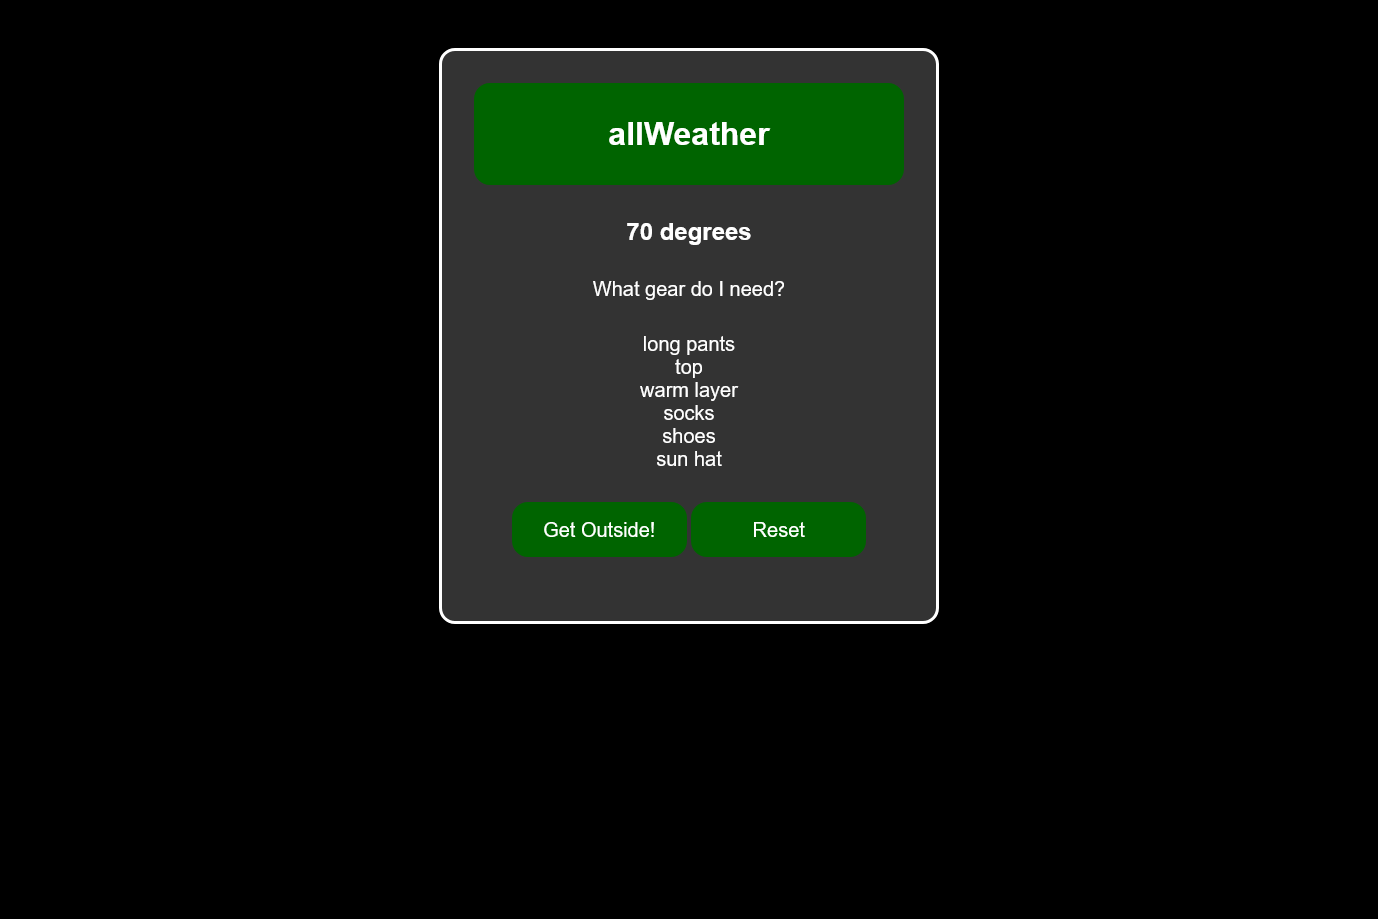 allWeather
70 degrees
What gear do I need?
long pants
top
warm layer
socks
shoes
sun hat
Get Outside!
Reset